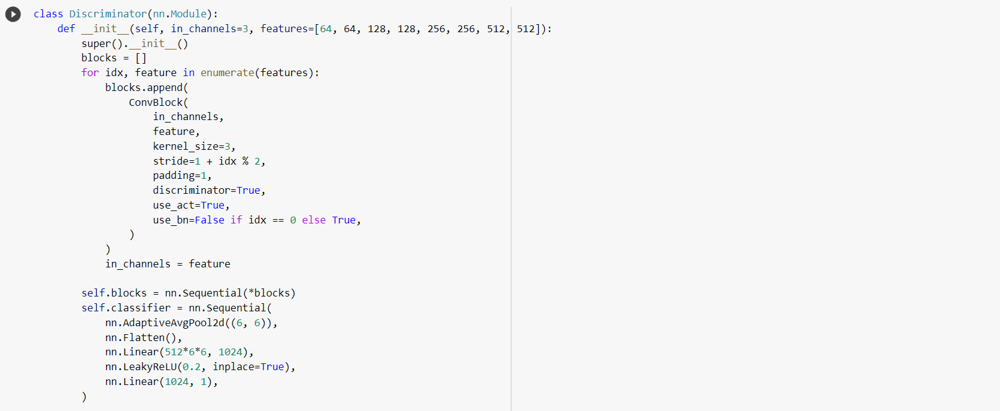 class Discriminator(nn.Module):
    def __init__(self, in_channels=3, features=[64, 64, 128, 128, 256, 256, 512, 512]):
        super().__init__()
        blocks = []
        for idx, feature in enumerate(features):
            blocks.append(
                ConvBlock(
                    in_channels,
                    feature,
                    kernel_size=3,
                    stride=1 + idx % 2,
                    padding=1,
                    discriminator=True,
                    use_act=True,
                    use_bn=False if idx == 0 else True,
                )
            )
            in_channels = feature

        self.blocks = nn.Sequential(*blocks)
        self.classifier = nn.Sequential(
            nn.AdaptiveAvgPool2d((6, 6)),
            nn.Flatten(),
            nn.Linear(512*6*6, 1024),
            nn.LeakyReLU(0.2, inplace=True),
            nn.Linear(1024, 1),
        )